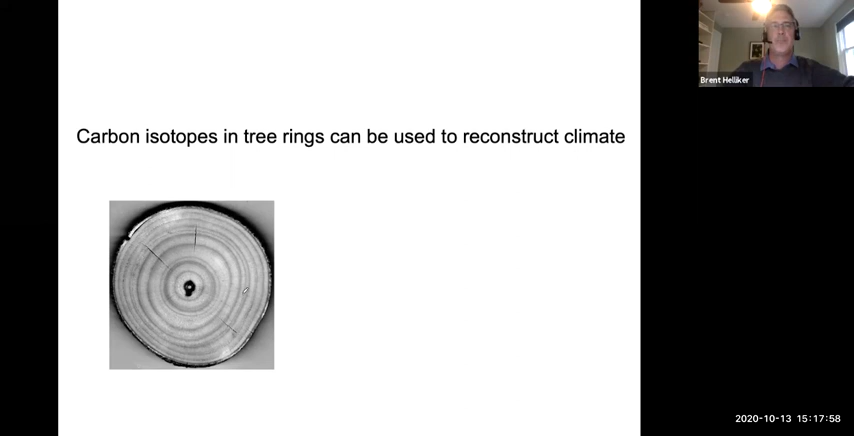 Brent Helliker
Carbon isotopes in tree rings can be used to reconstruct climate
2020-10-13 15:17:58